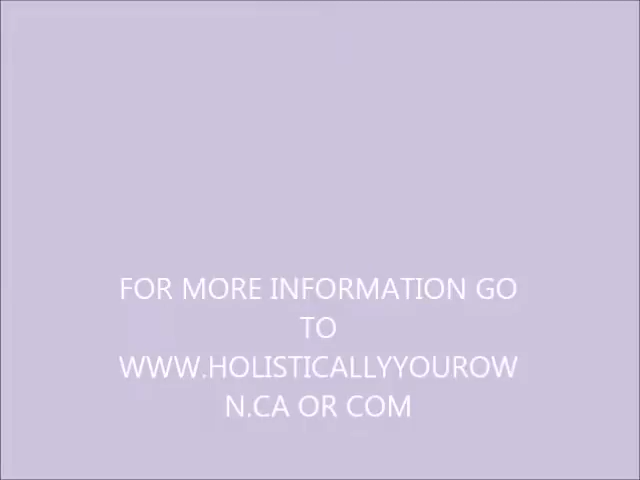 FOR MORE INFORMATION GO
TO
WWW.HOLISTICALLYYOUROW
N.CA OR COM